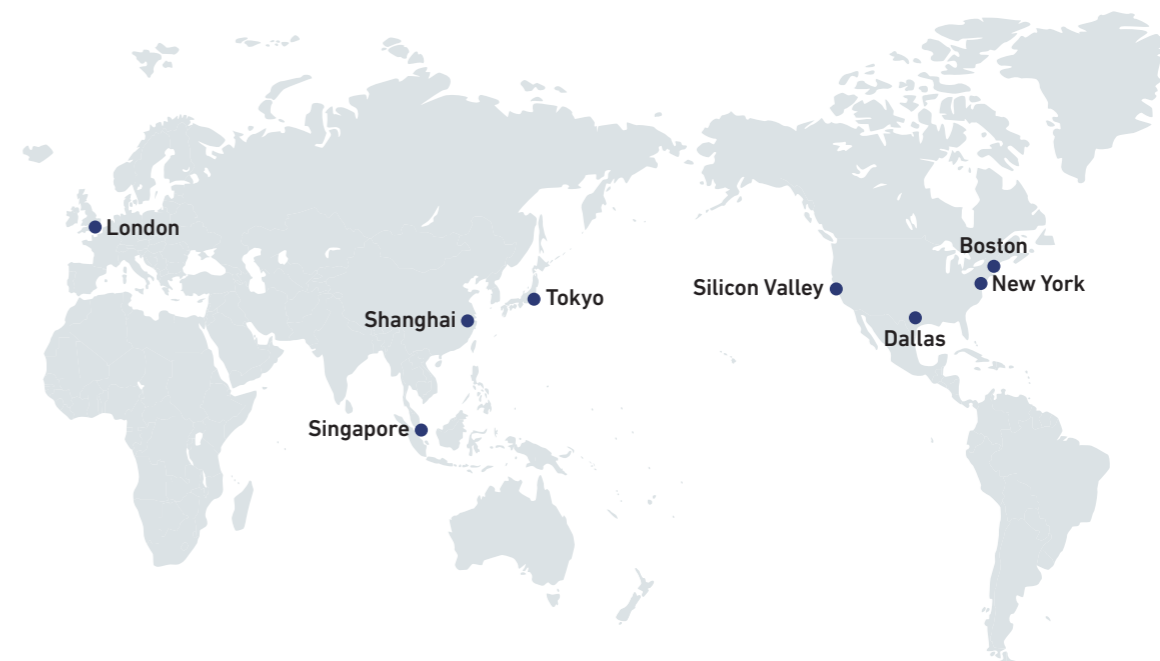 London
Boston
Silicon Valley
New York
Tokyo
Shanghai
Dallas
Singapore